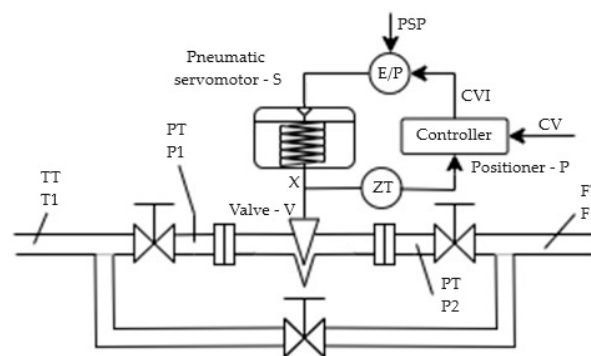 PSP
Pneumatic
servomotor - S
E/P
CVI
Controller
CV
Positioner - P
PT
P1
X
ZT
TT
T1
Valve - V
F
F
PT
P2